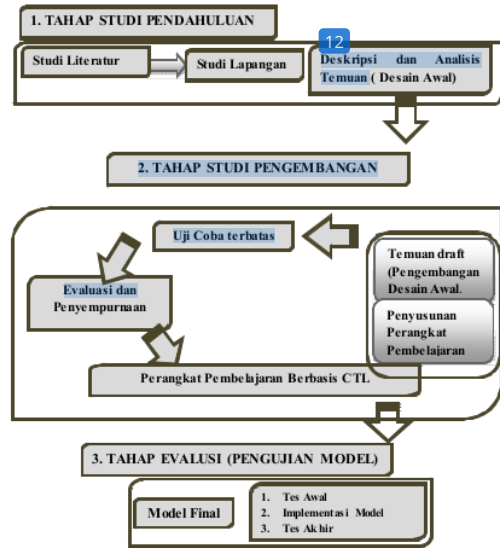 1. TAHAP STUDI PENDAHULUAN
12
Studi Literatur
Studi Lapangan
Deskripsi dan Analisis
Temuan ( Desain Awal)
2. TAHAP STUDI PENGEMBANGAN
Uji Coba terbatas
Temuan draft
(Pengembangan
Desain Awal.
Evaluasi dan
Penyempurnaan
Penyusunan
Perangkat
Pembelajaran
Perangkat Pembelajaran Berbasis CTL
3. TAHAP EVALUSI (PENGUJIAN MODEL)
Model Final
1. Tes Awal
2. Implementasi Model
3. Tes Akhir